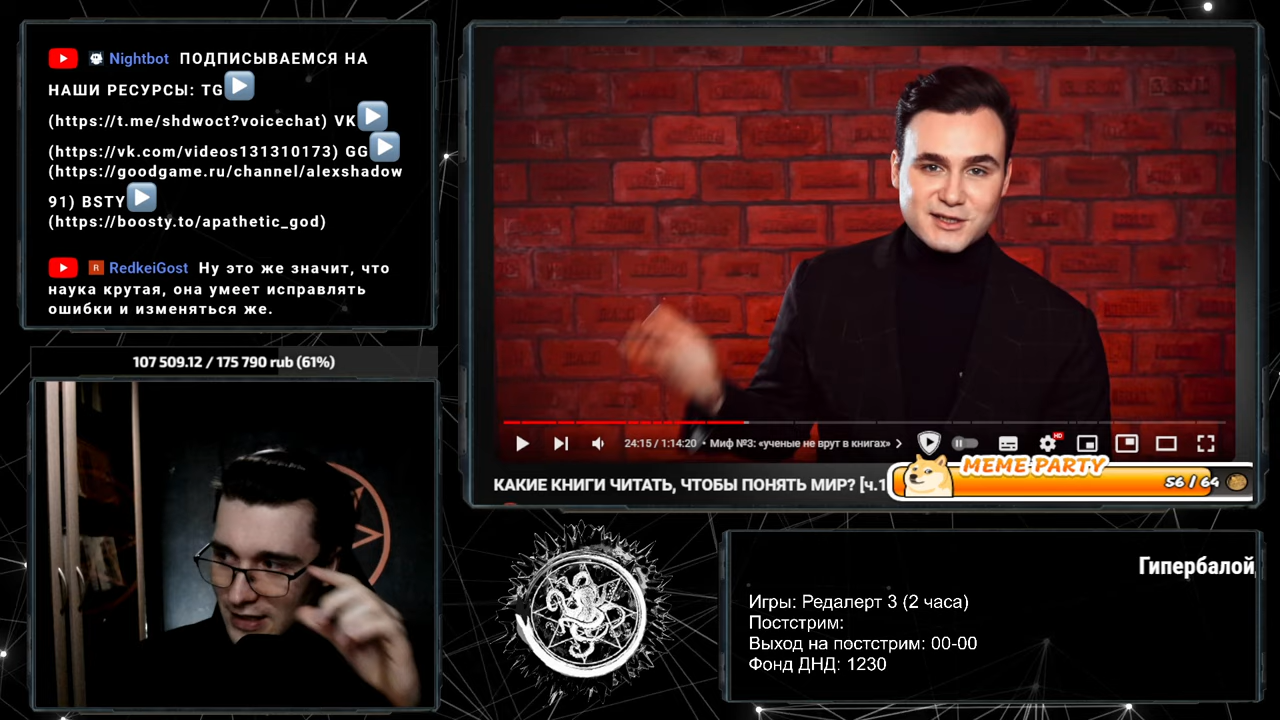 Nightbot ПОДПИСЫВАЕМСЯ НА
НАШИ РЕСУРСЫ: TG
(https://t.me/shdwoct?voicechat) VK
(https://vk.com/videos131310173) GG
(https://goodgame.ru/channel/alexshadow
91) BSTY
(https://boosty.to/apathetic_god)
R RedkeiGost Ну это же значит, что
наука крутая, она умеет исправлять
ошибки и изменяться же.
107 509.12 / 175 790 rub (61%)
24:15 / 1:14:20 • Миф №3: «ученые не врут в книгах»
HD
КАКИЕ КНИГИ ЧИТАТЬ, ЧТОБЫ ПОНЯТЬ МИР? [ч.1
MEME PARTY
56 / 64
Гипербалой
Игры: Редалерт 3 (2 часа)
Постстрим:
Выход на постстрим: 00-00
Фонд ДНД: 1230